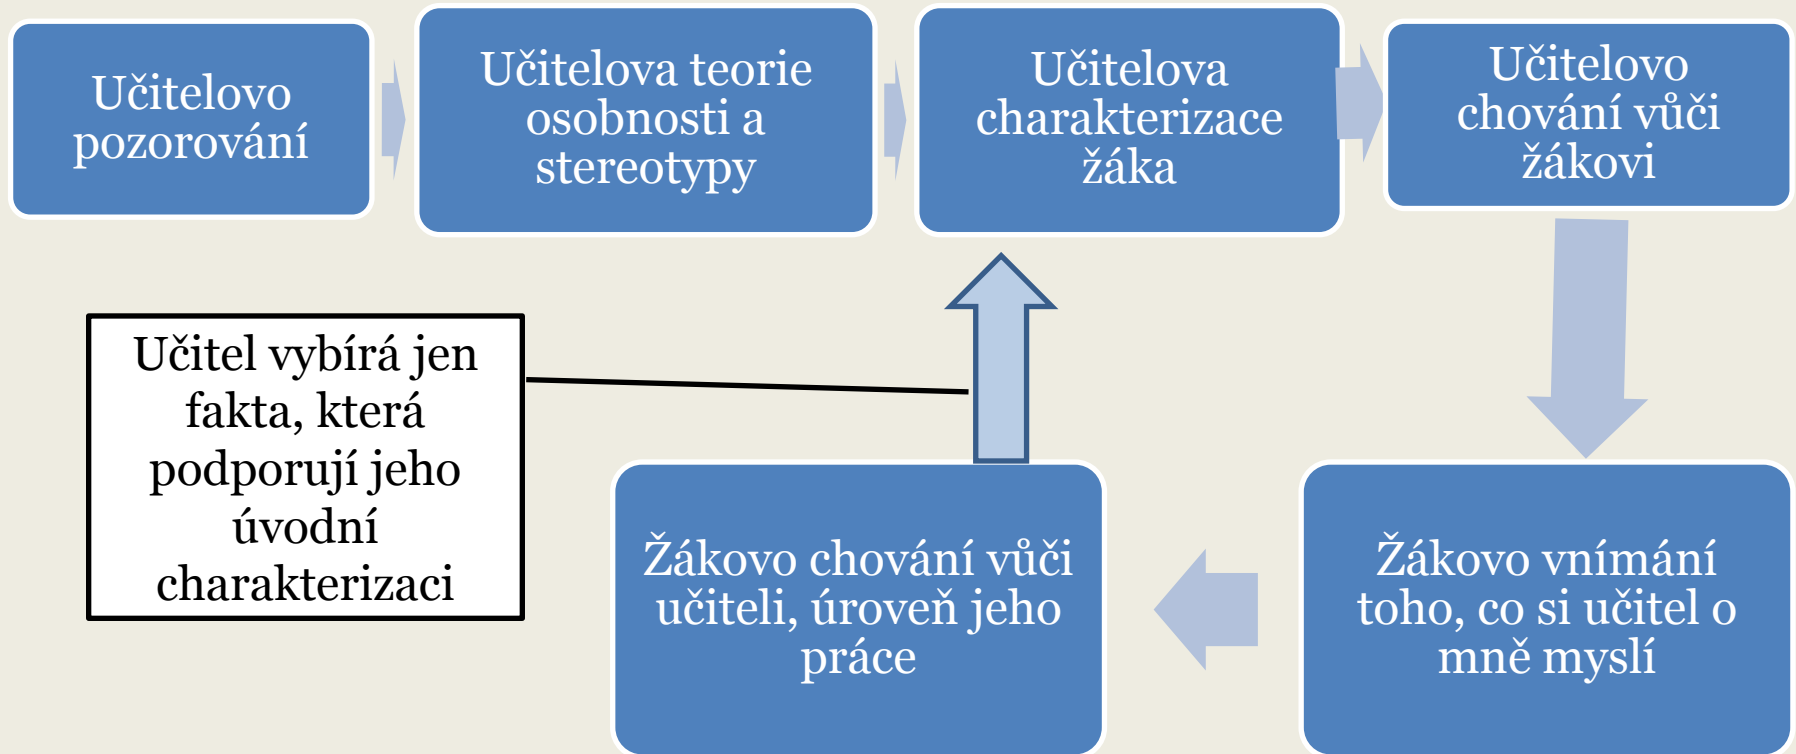 Učitelovo
pozorování
Učitelova teorie
osobnosti a
stereotypy
Učitelova
charakterizace
žáka
Učitelovo
chování vůči
žákovi
Učitel vybírá jen
fakta, která
podporují jeho
úvodní
charakterizaci
Žákovo chování vůči
učiteli, úroveň jeho
práce
Žákovo vnímání
toho, co si učitel o
mně myslí